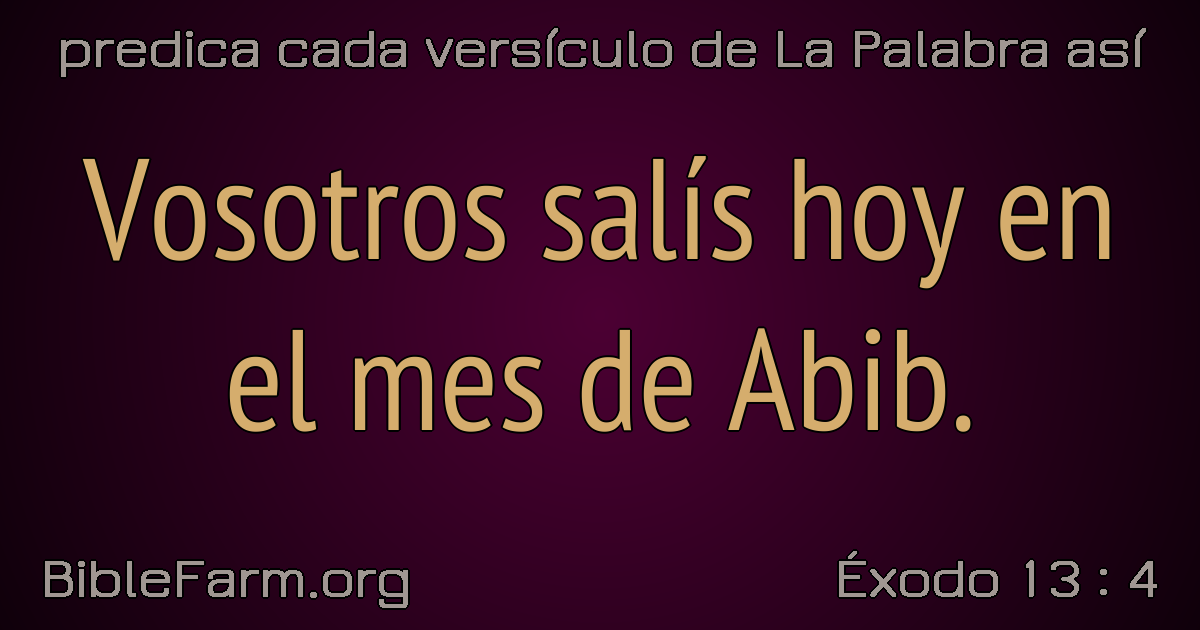 predica cada versículo de La Palabra así
Vosotros salís hoy en
el mes de Abib.
BibleFarm.org
Éxodo 13 : 4